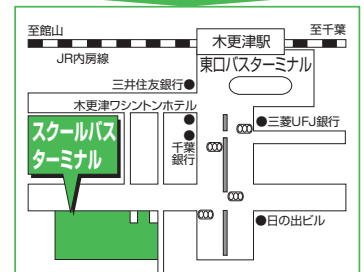 至館山
至千葉
木更津駅
JR内房線
東口バスターミナル
三井住友銀行
木更津ワシントンホテル
スクールバス
ターミナル
千葉
銀行
三菱UFJ銀行
日の出ビル